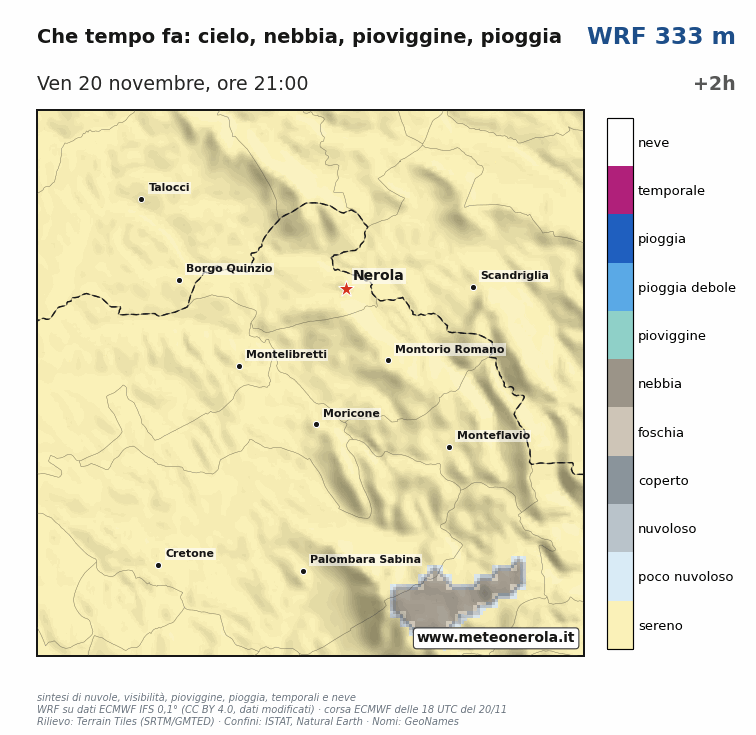 Che tempo fa: cielo, nebbia, pioviggine, pioggia
WRF 333 m
Ven 20 novembre, ore 21:00
+2h
Talocci
Borgo Quinzio
Nerola
Scandriglia
Montelibretti
Montorio Romano
Moricone
Monteflavio
Cretone
Palombara Sabina
www.meteonerola.it
neve
temporale
pioggia
pioggia debole
pioviggine
nebbia
foschia
coperto
nuvoloso
poco nuvoloso
sereno
sintesi di nuvole, visibilità, pioviggine, pioggia, temporali e neve
WRF su dati ECMWF IFS 0,1° (CC BY 4.0, dati modificati) · corsa ECMWF delle 18 UTC del 20/11
Rilievo: Terrain Tiles (SRTM/GMTED) · Confini: ISTAT, Natural Earth · Nomi: GeoNames